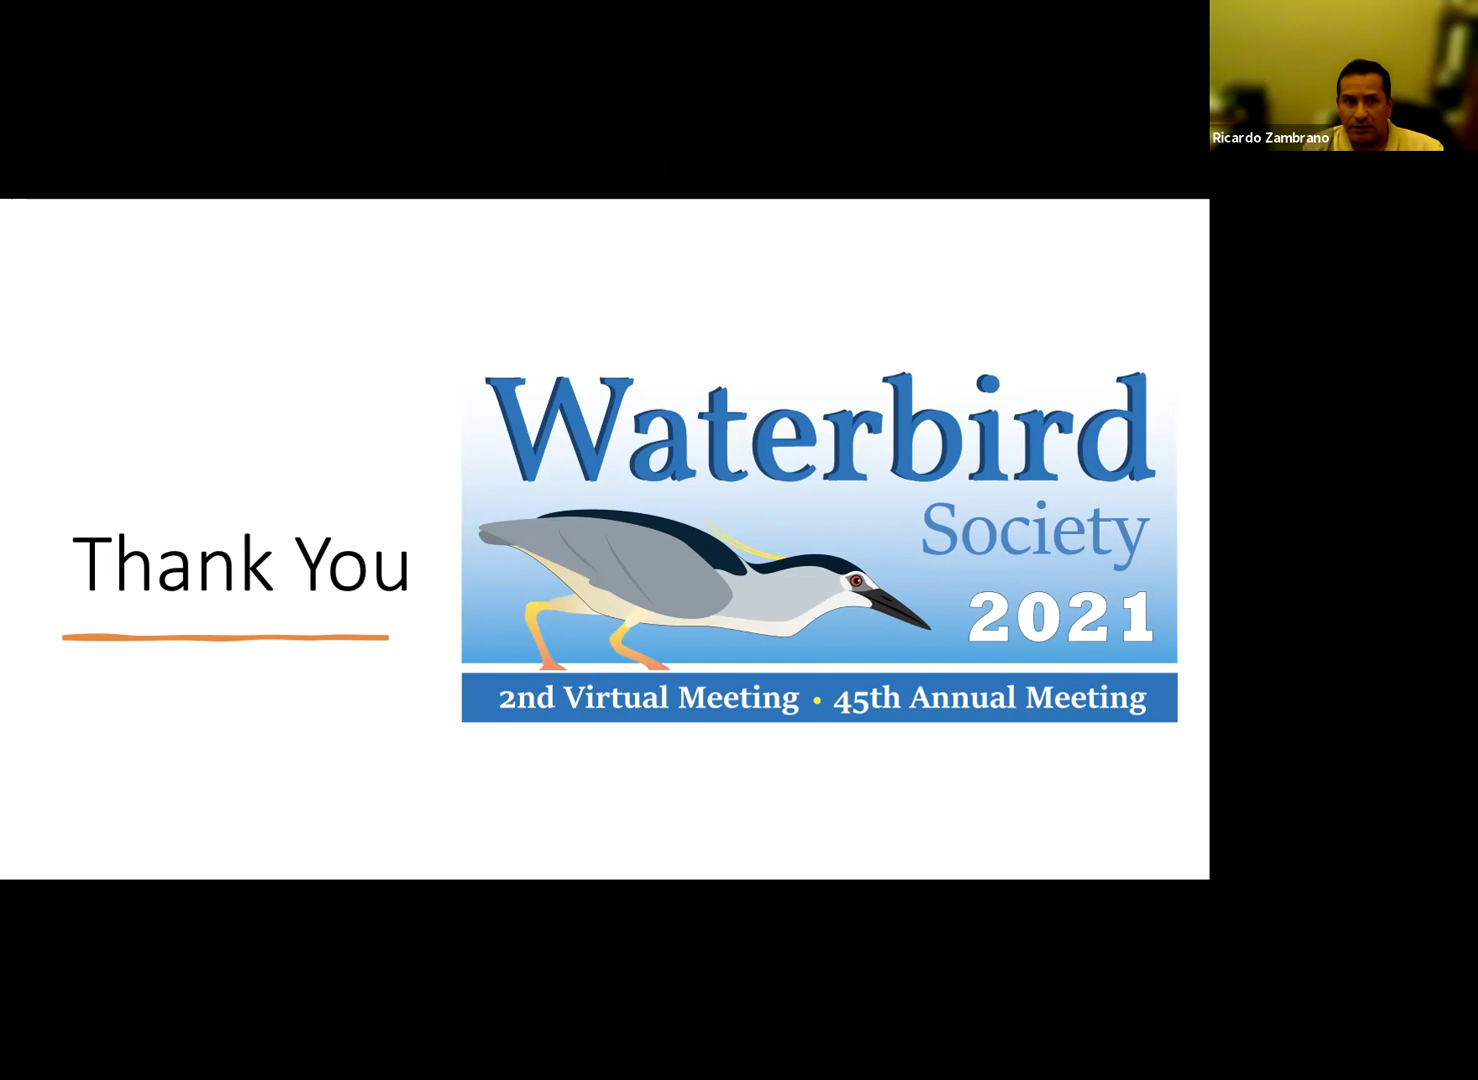 Ricardo Zambrano
Waterbird
Society
2021
Thank You
2nd Virtual Meeting • 45th Annual Meeting